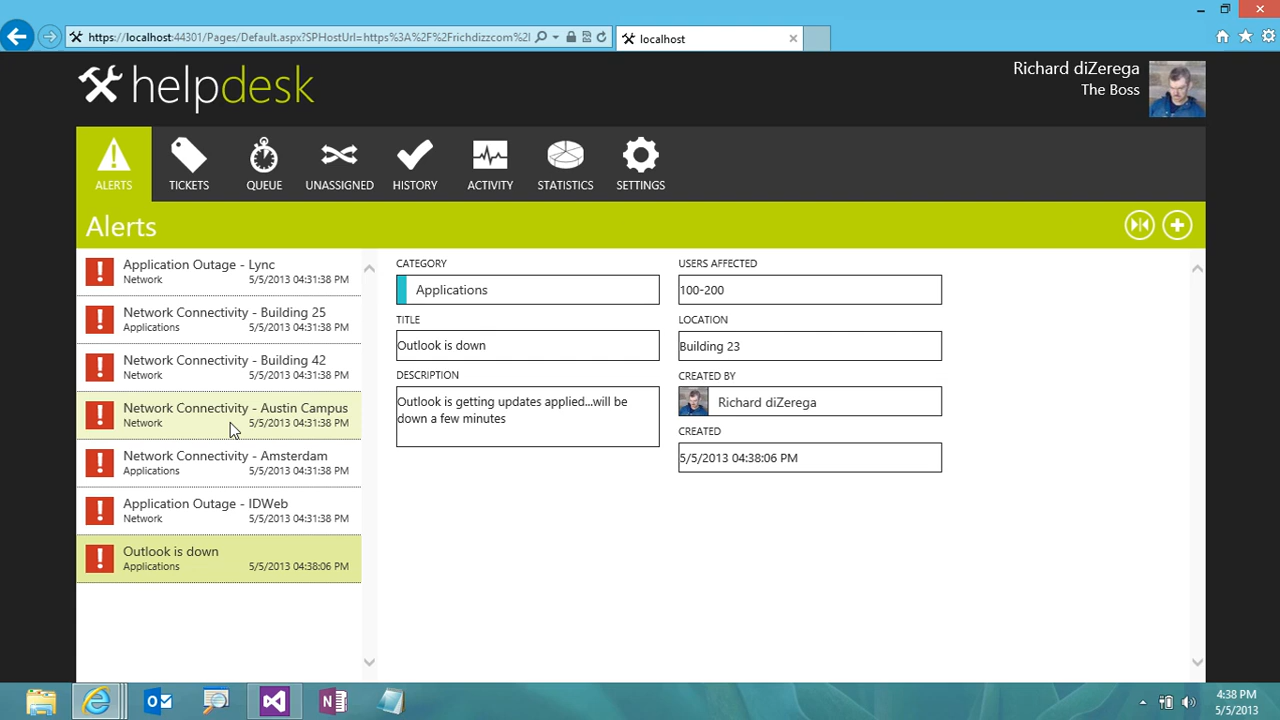 https://localhost:44301/Pages/Default.aspx?SPHostUrl=https%3A%2F%2Frichdizzcom%2
localhost
helpdesk
Richard diZerega
The Boss
ALERTS
TICKETS
QUEUE
UNASSIGNED
HISTORY
ACTIVITY
STATISTICS
SETTINGS
Alerts
Application Outage - Lync
Network 5/5/2013 04:31:38 PM
Network Connectivity - Building 25
Applications 5/5/2013 04:31:38 PM
Network Connectivity - Building 42
Network 5/5/2013 04:31:38 PM
Network Connectivity - Austin Campus
Network 5/5/2013 04:31:38 PM
Network Connectivity - Amsterdam
Applications 5/5/2013 04:31:38 PM
Application Outage - IDWeb
Network 5/5/2013 04:31:38 PM
Outlook is down
Applications 5/5/2013 04:38:06 PM
CATEGORY
Applications
TITLE
Outlook is down
DESCRIPTION
Outlook is getting updates applied...will be
down a few minutes
USERS AFFECTED
100-200
LOCATION
Building 23
CREATED BY
Richard diZerega
CREATED
5/5/2013 04:38:06 PM
4:38 PM
5/5/2013